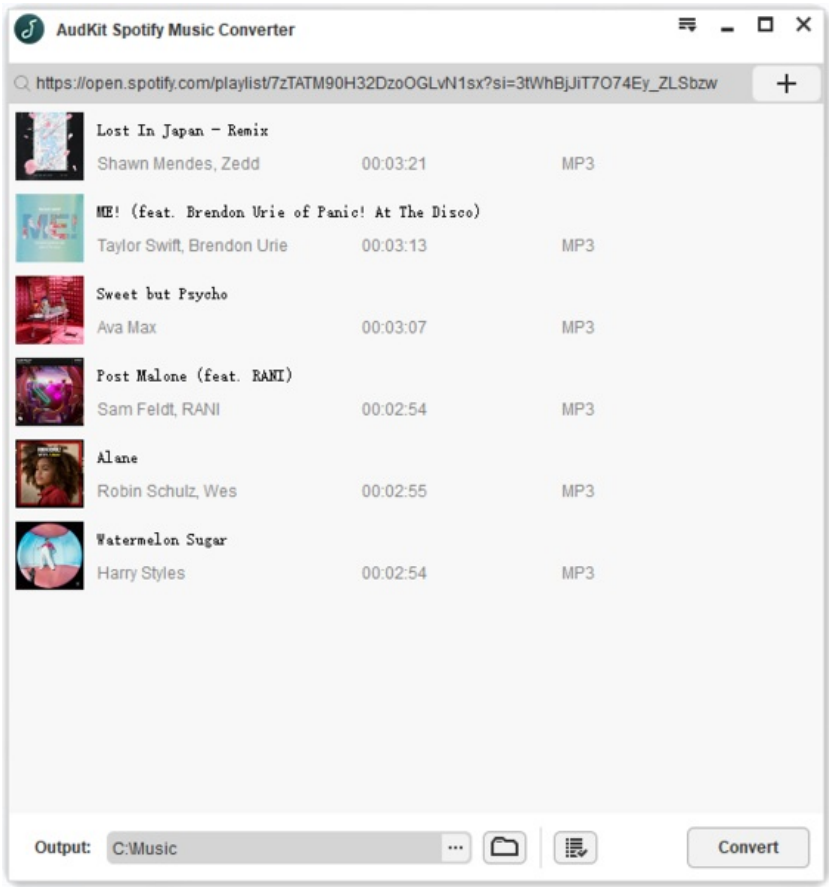 AudKit Spotify Music Converter
https://open.spotify.com/playlist/7zTATM90H32DzoOGLvN1sx?si=3tWhBjJiT7O74Ey_ZLSbzw
Lost In Japan - Remix
Shawn Mendes, Zedd 00:03:21 MP3
ME!
ME! (feat. Brendon Urie of Panic! At The Disco)
Taylor Swift, Brendon Urie 00:03:13 MP3
Sweet but Psycho
Ava Max 00:03:07 MP3
Post Malone (feat. RANI)
Sam Feldt, RANI 00:02:54 MP3
Alane
Robin Schulz, Wes 00:02:55 MP3
Watermelon Sugar
Harry Styles 00:02:54 MP3
Output: C:\Music ... Convert